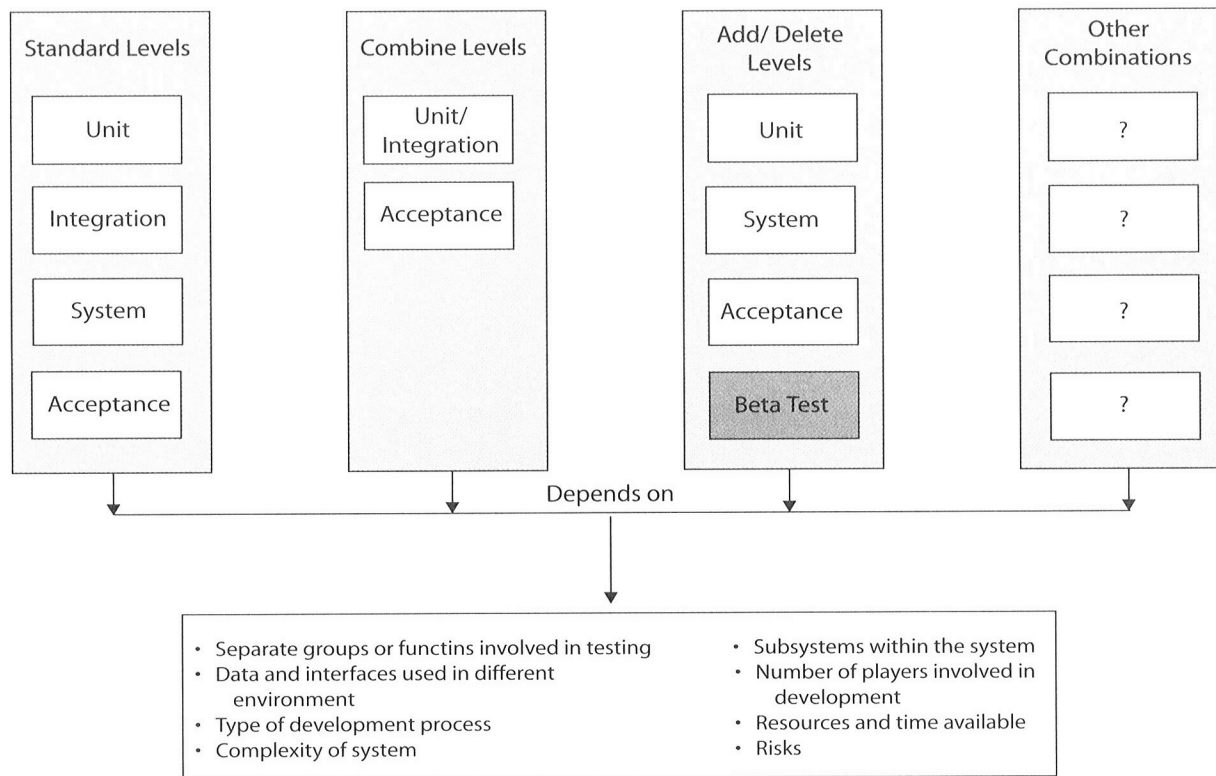 Standard Levels
Unit
Integration
System
Acceptance
Combine Levels
Unit/
Integration
Acceptance
Add/ Delete
Levels
Unit
System
Acceptance
Beta Test
Other
Combinations
?
?
?
?
Depends on
• Separate groups or functins involved in testing
• Data and interfaces used in different
environment
• Type of development process
• Complexity of system
• Subsystems within the system
• Number of players involved in
development
• Resources and time available
• Risks